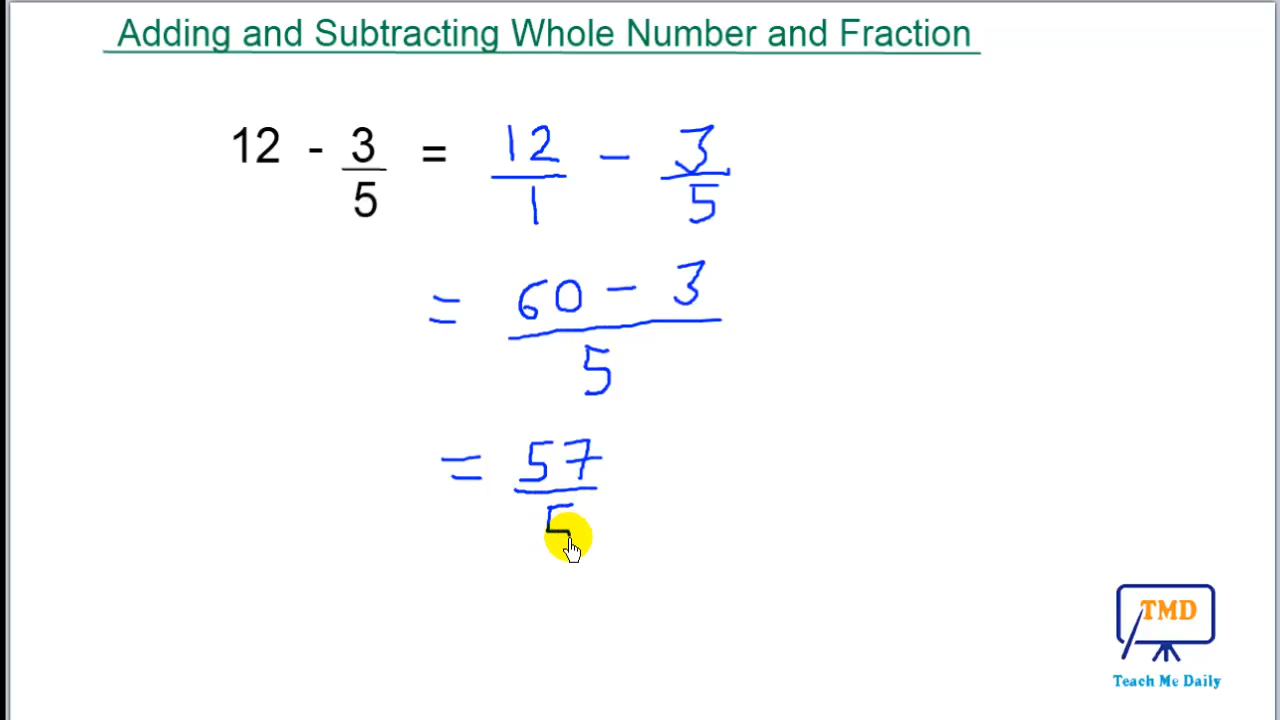 Adding and Subtracting Whole Number and Fraction
12 - 3/5 = 12/1 - 3/5
= 60 - 3/5
= 57/5
TMD
Teach Me Daily